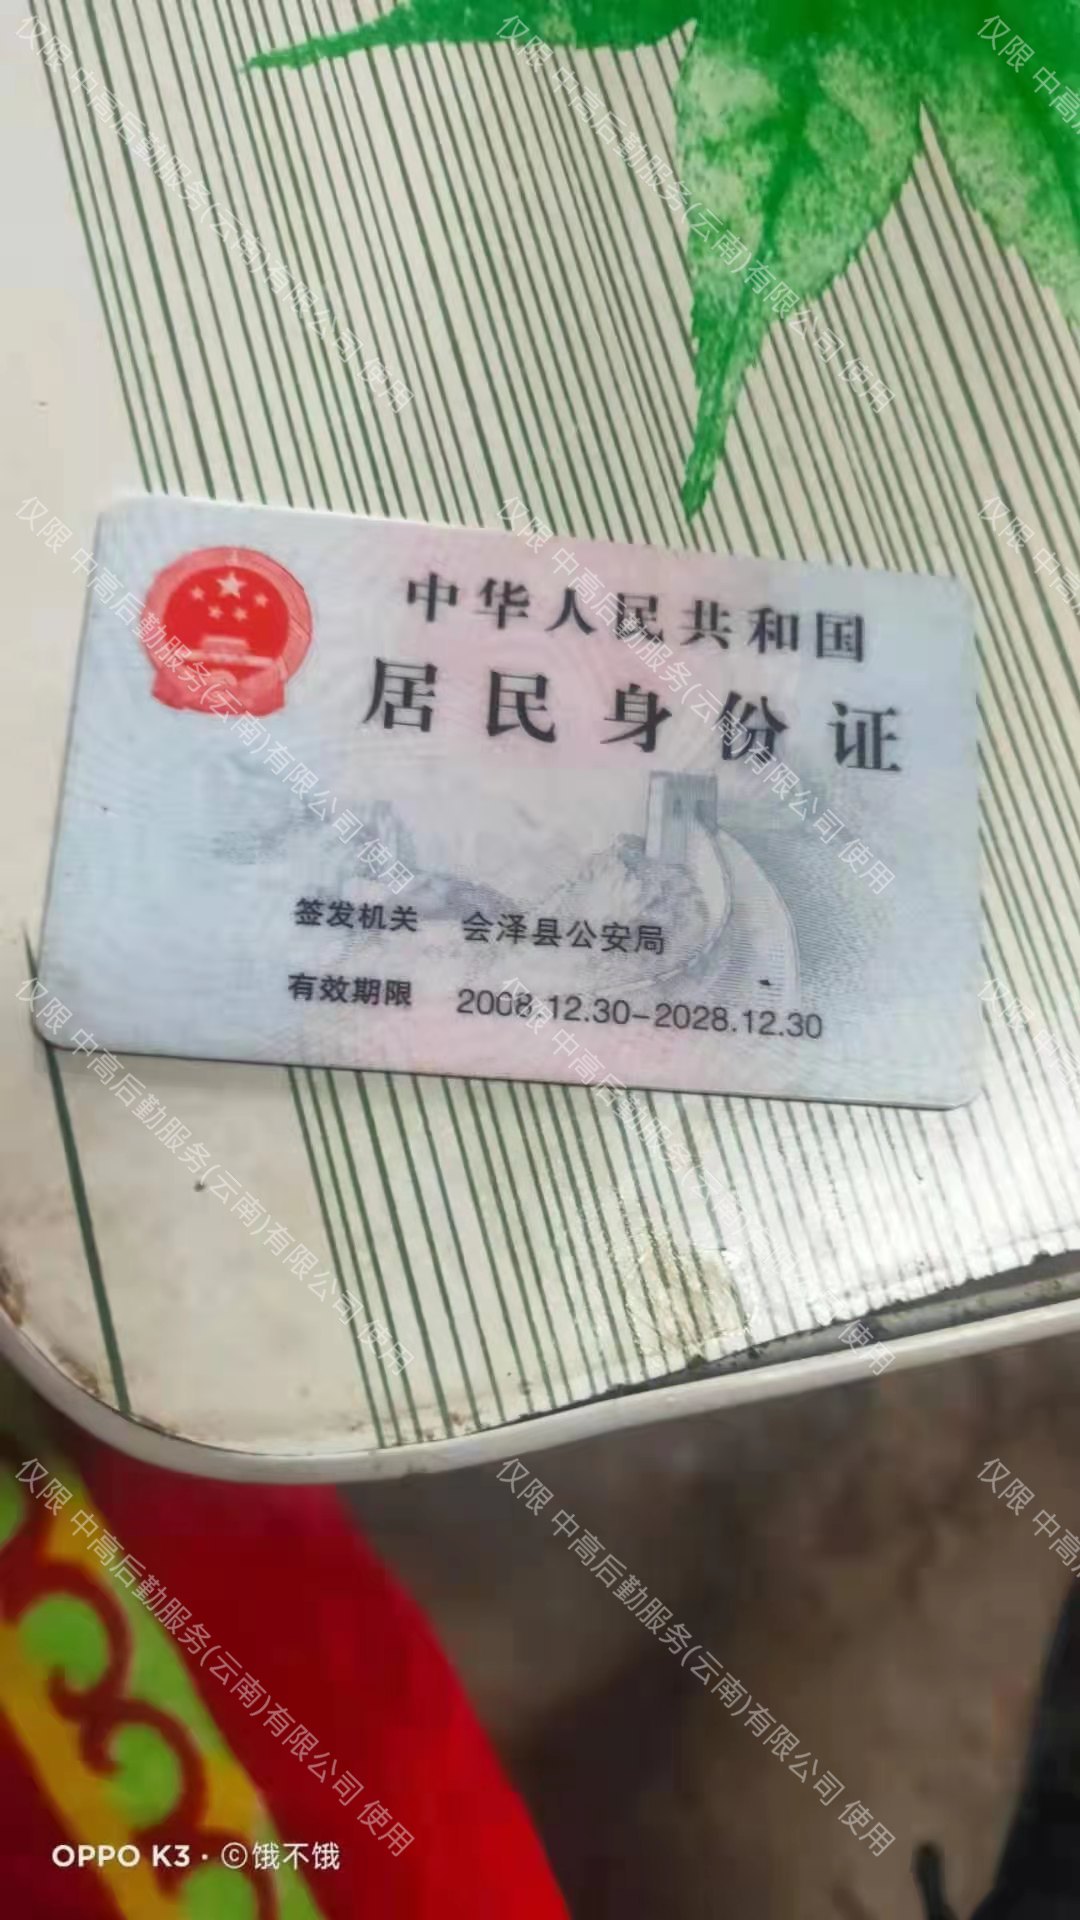 中华人民共和国
居民身份证
签发机关 会泽县公安局
有效期限 2008.12.30-2028.12.30
仅限 中高后勤服务(云南)有限公司 使用
OPPO K3 · ©饿不饿